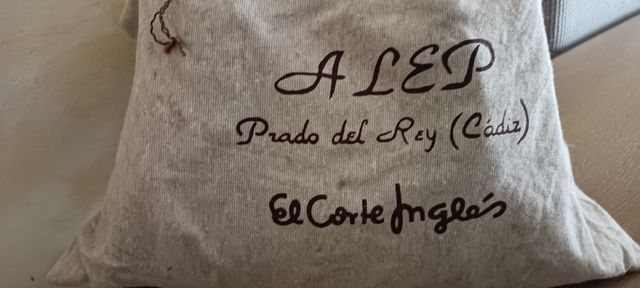 ALEP
Prado del Rey (Cádiz)
El Corte Inglés